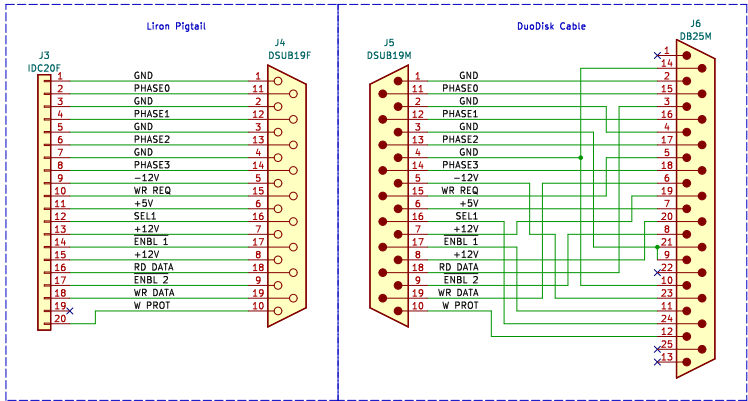 Liron Pigtail
J3
IDC20F
J4
DSUB19F
1 GND 1
2 PHASE0 11
3 GND 2
4 PHASE1 12
5 GND 3
6 PHASE2 13
7 GND 4
8 PHASE3 14
9 -12V 5
10 WR REQ 15
11 +5V 6
12 SEL1 16
13 +12V 7
14 ENBL 1 17
15 +12V 8
16 RD DATA 18
17 ENBL 2 9
18 WR DATA 19
19 W PROT 10
20
DuoDisk Cable
J5
DSUB19M
J6
DB25M
1
14
1 GND 2
11 PHASE0 15
2 GND 3
12 PHASE1 16
3 GND 4
13 PHASE2 17
4 GND 5
14 PHASE3 18
5 -12V 6
15 WR REQ 19
6 +5V 7
16 SEL1 20
7 +12V 8
17 ENBL 1 21
8 +12V 9
18 RD DATA 22
9 ENBL 2 10
19 WR DATA 23
10 W PROT 11
24
12
25
13